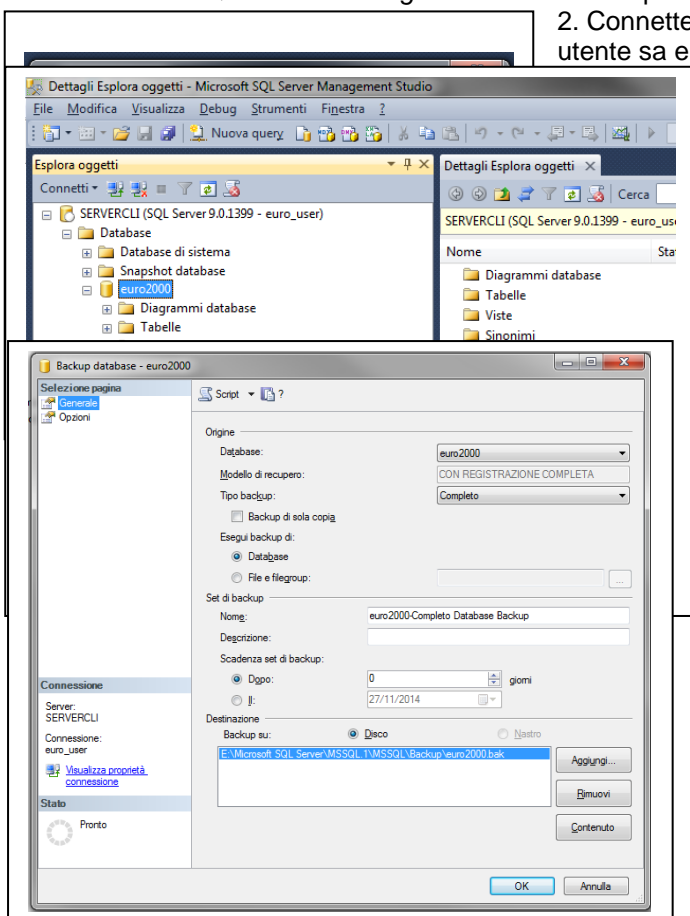 2. Connette
utente sa e
Dettagli Esplora oggetti - Microsoft SQL Server Management Studio
File Modifica Visualizza Debug Strumenti Finestra ?
Nuova query
Esplora oggetti
Connetti
SERVERCLI (SQL Server 9.0.1399 - euro_user)
Database
Database di sistema
Snapshot database
euro2000
Diagrammi database
Tabelle
Dettagli Esplora oggetti
Cerca
SERVERCLI (SQL Server 9.0.1399 - euro_use
Nome Sta
Diagrammi database
Tabelle
Viste
Sinonimi
Backup database - euro2000
Selezione pagina
Generale
Opzioni
Script ?
Origine
Database: euro2000
Modello di recupero: CON REGISTRAZIONE COMPLETA
Tipo backup: Completo
Backup di sola copia
Esegui backup di:
Database
File e filegroup: ...
Set di backup
Nome: euro2000-Completo Database Backup
Descrizione:
Scadenza set di backup:
Dopo: 0 giorni
Il: 27/11/2014
Destinazione
Backup su: Disco Nastro
E:\Microsoft SQL Server\MSSQL.1\MSSQL\Backup\euro2000.bak
Aggiungi...
Rimuovi
Contenuto
Connessione
Server:
SERVERCLI
Connessione:
euro_user
Visualizza proprietà
connessione
Stato
Pronto
OK Annulla